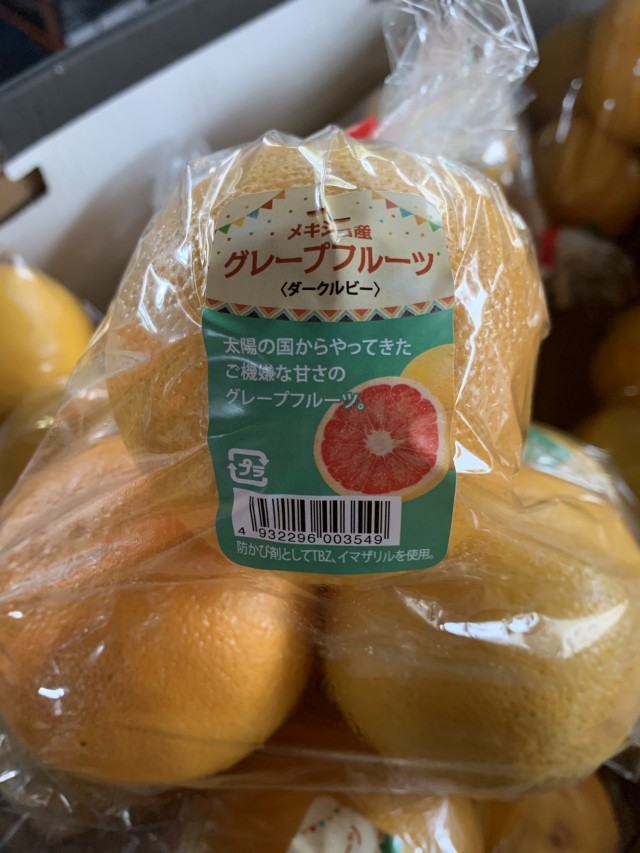 メキシコ産
グレープフルーツ
〈ダークルビー〉
太陽の国からやってきた
ご機嫌な甘さの
グレープフルーツ。
プラ
4 932296 003549
防かび剤としてTBZ、イマザリルを使用。